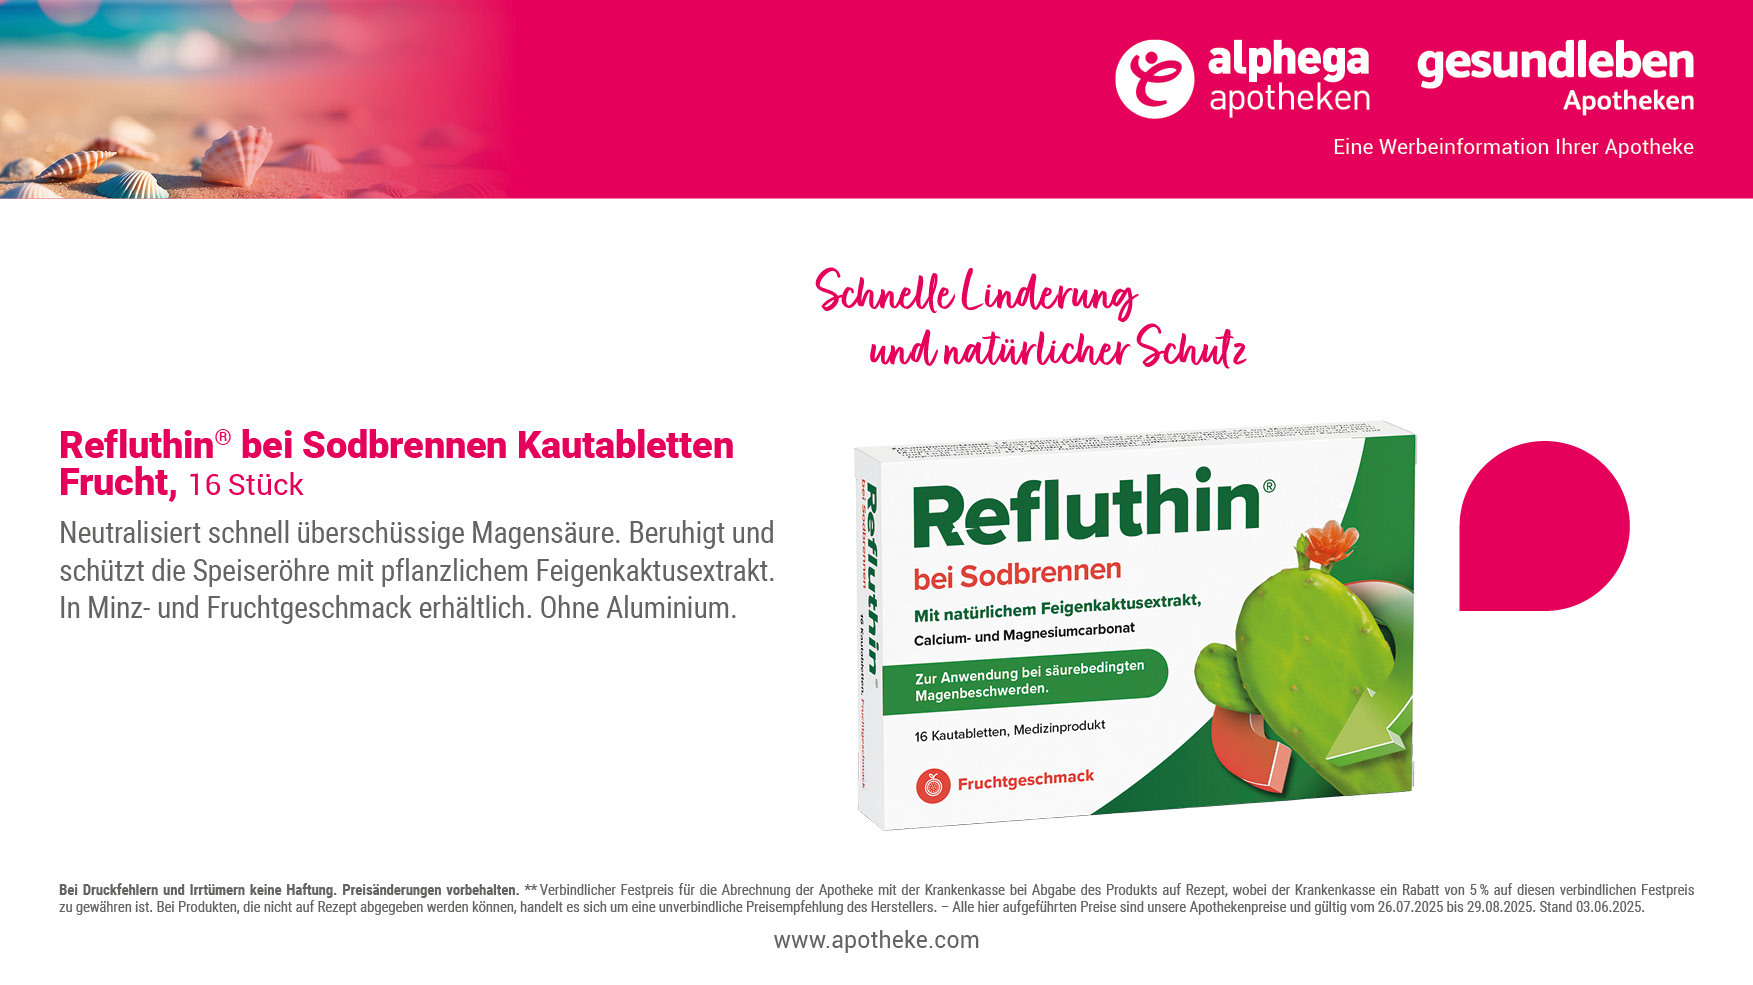 alphega
apotheken
gesundleben
Apotheken
Eine Werbeinformation Ihrer Apotheke
Schnelle Linderung
und natürlicher Schutz
Refluthin® bei Sodbrennen Kautabletten
Frucht, 16 Stück
Neutralisiert schnell überschüssige Magensäure. Beruhigt und
schützt die Speiseröhre mit pflanzlichem Feigenkaktusextrakt.
In Minz- und Fruchtgeschmack erhältlich. Ohne Aluminium.
Refluthin®
bei Sodbrennen
16 Kautabletten, Fruchtgeschmack
Refluthin®
bei Sodbrennen
Mit natürlichem Feigenkaktusextrakt,
Calcium- und Magnesiumcarbonat
Zur Anwendung bei säurebedingten
Magenbeschwerden.
16 Kautabletten, Medizinprodukt
Fruchtgeschmack
Bei Druckfehlern und Irrtümern keine Haftung. Preisänderungen vorbehalten. ** Verbindlicher Festpreis für die Abrechnung der Apotheke mit der Krankenkasse bei Abgabe des Produkts auf Rezept, wobei der Krankenkasse ein Rabatt von 5 % auf diesen verbindlichen Festpreis
zu gewähren ist. Bei Produkten, die nicht auf Rezept abgegeben werden können, handelt es sich um eine unverbindliche Preisempfehlung des Herstellers. – Alle hier aufgeführten Preise sind unsere Apothekenpreise und gültig vom 26.07.2025 bis 29.08.2025. Stand 03.06.2025.
www.apotheke.com